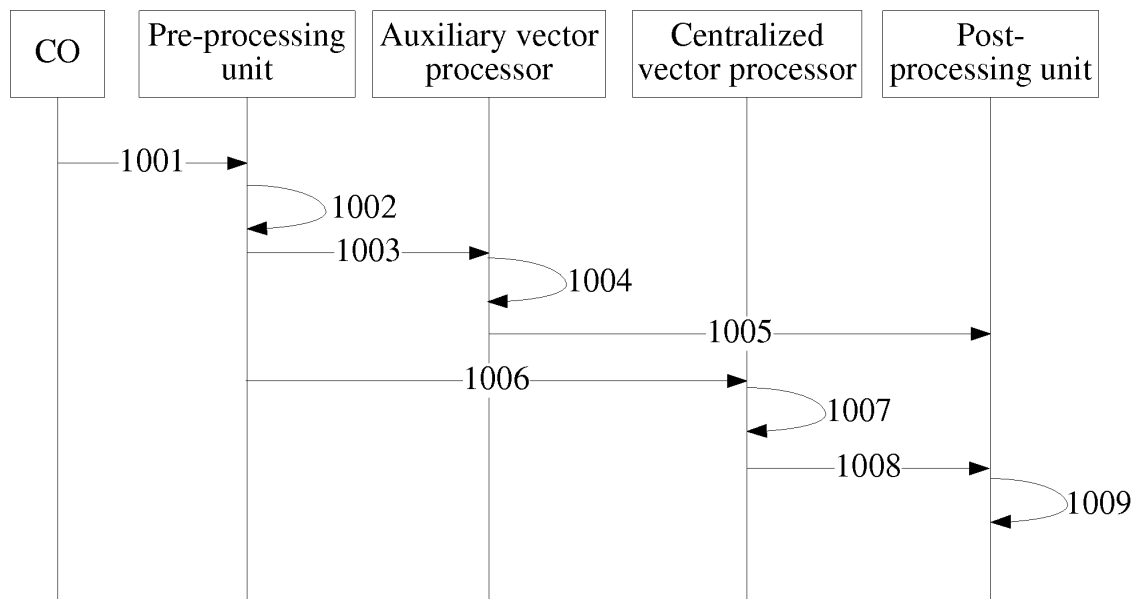 CO
Pre-processing
unit
Auxiliary vector
processor
Centralized
vector processor
Post-
processing unit
1001
1002
1003
1004
1005
1006
1007
1008
1009